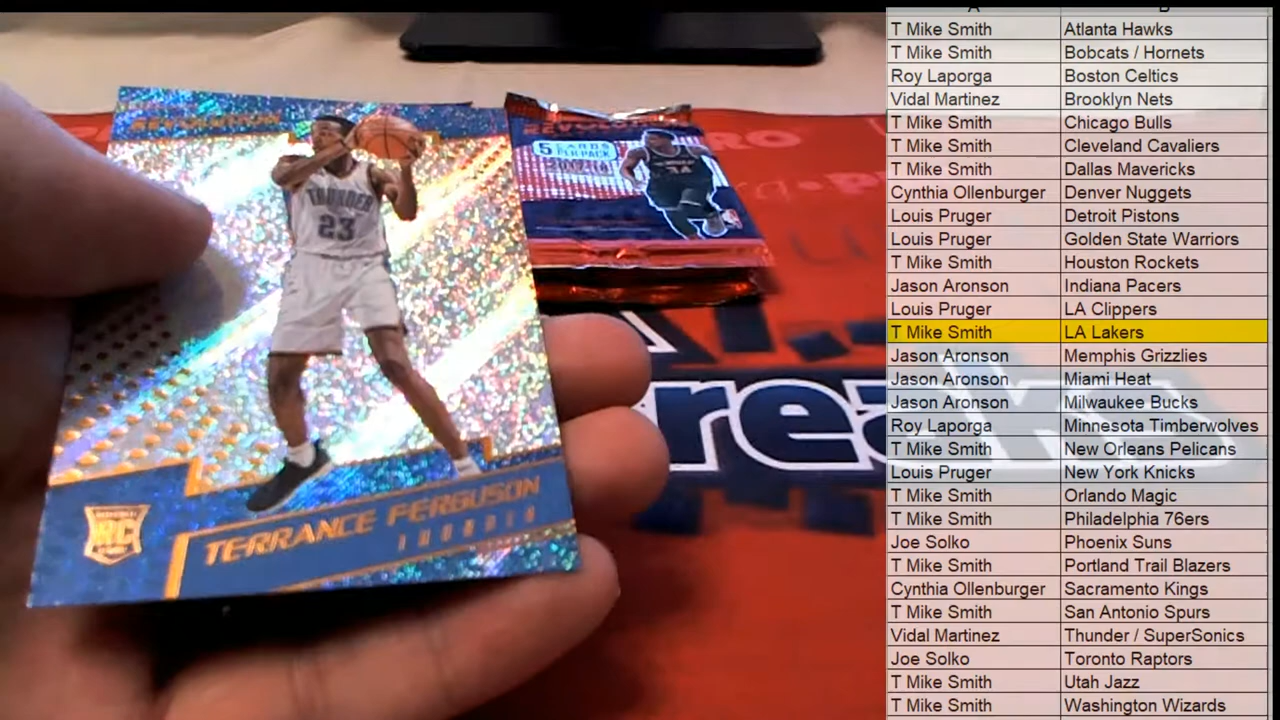 REVOLUTION
THUNDER
23
RC
TERRANCE FERGUSON
THUNDER
REVOLUTION
5 CARDS
PER PACK
34
reaks
T Mike Smith Atlanta Hawks
T Mike Smith Bobcats / Hornets
Roy Laporga Boston Celtics
Vidal Martinez Brooklyn Nets
T Mike Smith Chicago Bulls
T Mike Smith Cleveland Cavaliers
T Mike Smith Dallas Mavericks
Cynthia Ollenburger Denver Nuggets
Louis Pruger Detroit Pistons
Louis Pruger Golden State Warriors
T Mike Smith Houston Rockets
Jason Aronson Indiana Pacers
Louis Pruger LA Clippers
T Mike Smith LA Lakers
Jason Aronson Memphis Grizzlies
Jason Aronson Miami Heat
Jason Aronson Milwaukee Bucks
Roy Laporga Minnesota Timberwolves
T Mike Smith New Orleans Pelicans
Louis Pruger New York Knicks
T Mike Smith Orlando Magic
T Mike Smith Philadelphia 76ers
Joe Solko Phoenix Suns
T Mike Smith Portland Trail Blazers
Cynthia Ollenburger Sacramento Kings
T Mike Smith San Antonio Spurs
Vidal Martinez Thunder / SuperSonics
Joe Solko Toronto Raptors
T Mike Smith Utah Jazz
T Mike Smith Washington Wizards